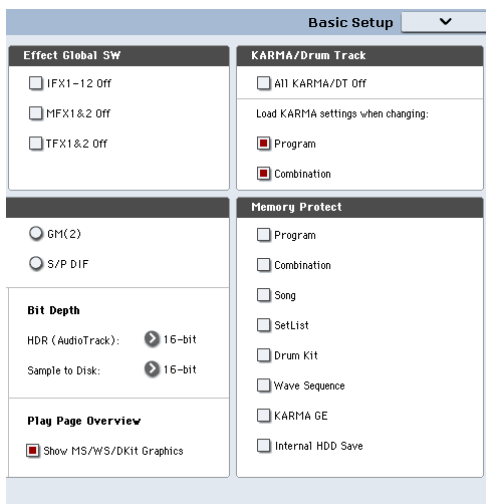 Basic Setup
Effect Global SW
IFX1-12 Off
MFX1&2 Off
TFX1&2 Off
KARMA/Drum Track
All KARMA/DT Off
Load KARMA settings when changing:
Program
Combination
GM(2)
S/P DIF
Bit Depth
HDR (AudioTrack): 16-bit
Sample to Disk: 16-bit
Play Page Overview
Show MS/WS/DKit Graphics
Memory Protect
Program
Combination
Song
SetList
Drum Kit
Wave Sequence
KARMA GE
Internal HDD Save